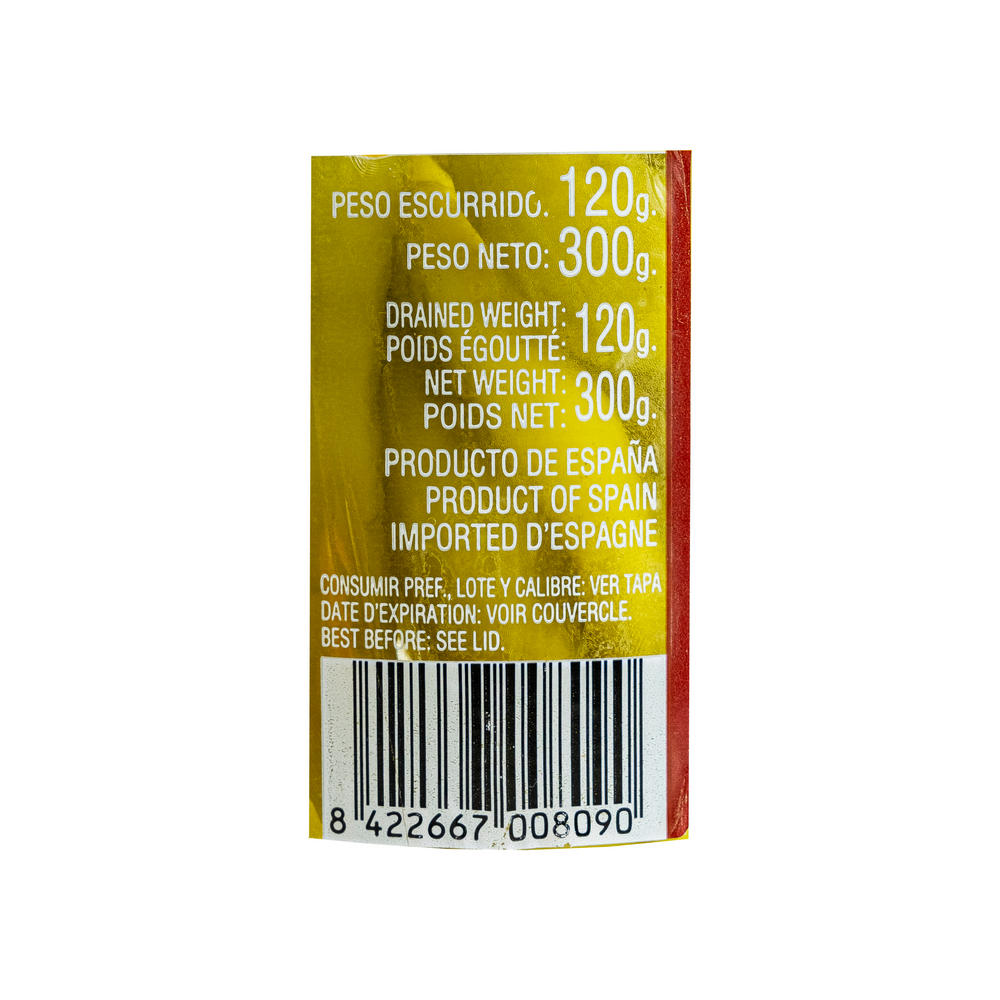 PESO ESCURRIDO. 120g.
PESO NETO: 300g.
DRAINED WEIGHT:
POIDS ÉGOUTTÉ: 120g.
NET WEIGHT:
POIDS NET: 300g.
PRODUCTO DE ESPAÑA
PRODUCT OF SPAIN
IMPORTED D'ESPAGNE
CONSUMIR PREF., LOTE Y CALIBRE: VER TAPA
DATE D'EXPIRATION: VOIR COUVERCLE.
BEST BEFORE: SEE LID.
8 422667 008090